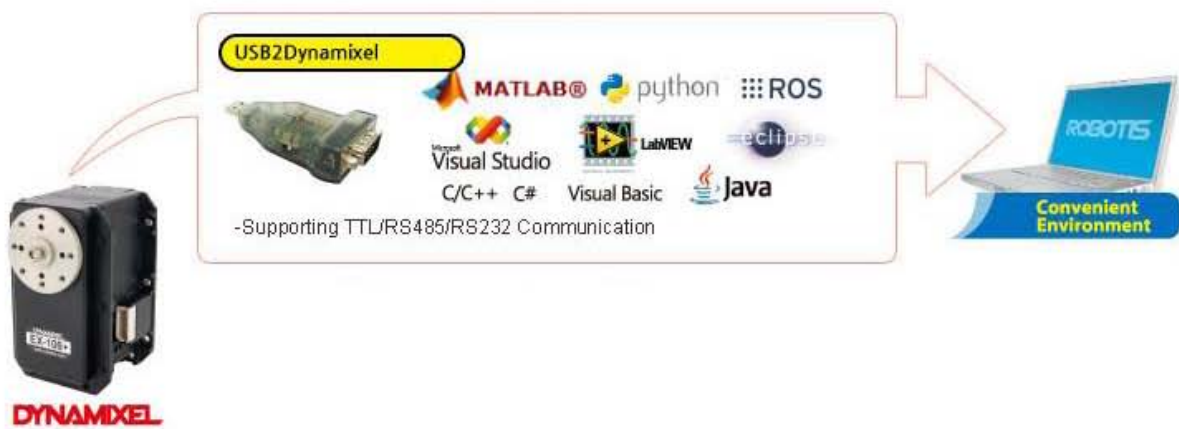 USB2Dynamixel
MATLAB® python ROS
Microsoft
Visual Studio
LabVIEW
eclipse
C/C++ C# Visual Basic Java
-Supporting TTL/RS485/RS232 Communication
ROBOTIS
Convenient
Environment
EX-106+
DYNAMIXEL